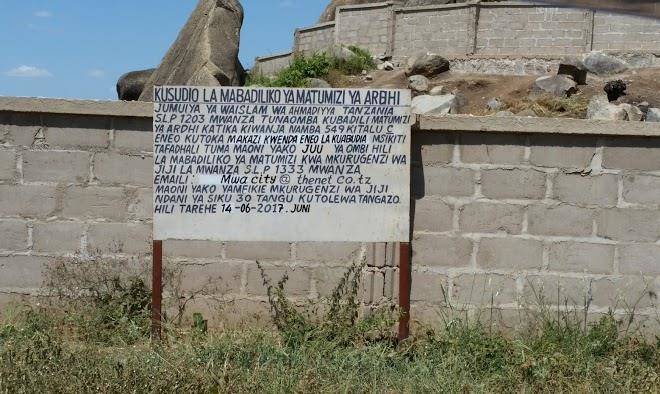 KUSUDIO LA MABADILIKO YA MATUMIZI YA ARDHI
JUMUIYA YA WAISLAM WA AHMADIYYA TANZANIA
SLP 1203 MWANZA TUNAOMBA KUBADILI MATUMIZI
YA ARDHI KATIKA KIWANJA NAMBA 549 KITALU C
ENEO KUTOKA MAKAZI KWENDA ENEO LA KUABUDIA MSIKITI
TAFADHALI TUMA MAONI YAKO JUU YA OMBI HILI
LA MABADILIKO YA MATUMIZI KWA MKURUGENZI WA
JIJI LA MWANZA SLP 1333 MWANZA
EMAILI : Mwa city@thenet co.tz
MAONI YAKO YAMFIKIE MKURUGENZI WA JIJI
NDANI YA SIKU 30 TANGU KUTOLEWA TANGAZO
HILI TAREHE 14-06-2017. JUNI